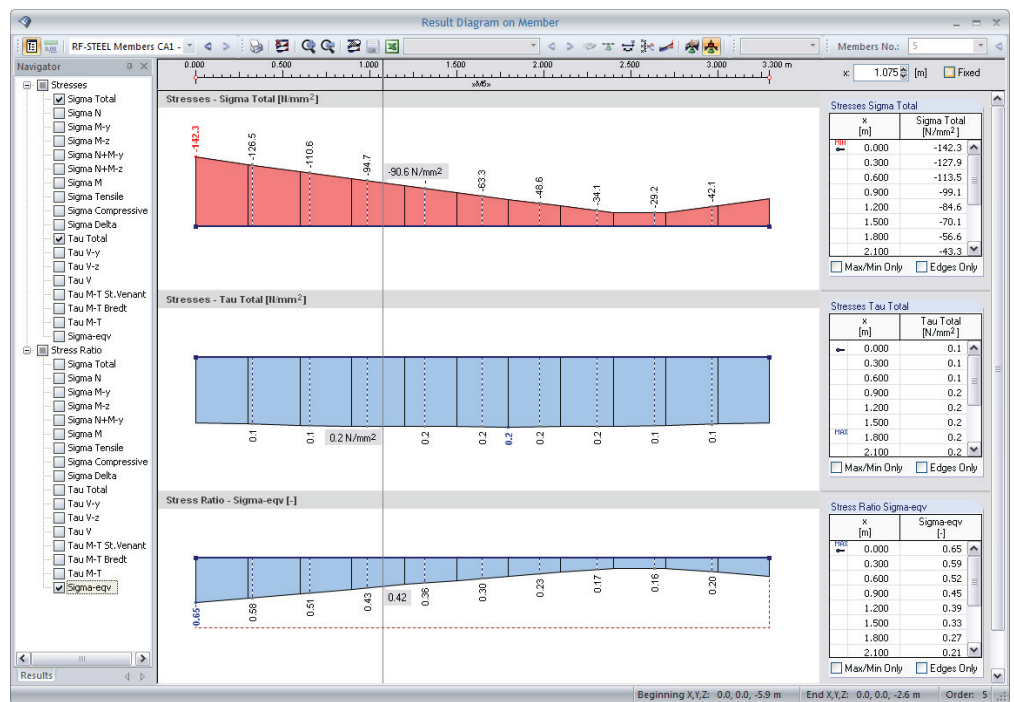 Result Diagram on Member
RF-STEEL Members CA1 -
Members No.: 5
Navigator
Stresses
Sigma Total
Sigma N
Sigma M-y
Sigma M-z
Sigma N+M-y
Sigma N+M-z
Sigma M
Sigma Tensile
Sigma Compressive
Sigma Delta
Tau Total
Tau V-y
Tau V-z
Tau V
Tau M-T St.Venant
Tau M-T Bredt
Tau M-T
Sigma-eqv
Stress Ratio
Sigma Total
Sigma N
Sigma M-y
Sigma M-z
Sigma N+M-y
Sigma M
Sigma Tensile
Sigma Compressive
Sigma Delta
Tau Total
Tau V-y
Tau V-z
Tau V
Tau M-T St.Venant
Tau M-T Bredt
Tau M-T
Sigma-eqv
Results
0.000 0.500 1.000 1.500 2.000 2.500 3.000 3.300 m
»M5»
x: 1.075 [m] Fixed
Stresses - Sigma Total [N/mm2]
-142.3 -126.5 -110.6 -94.7 -90.6 N/mm2 -63.3 -48.6 -34.1 -29.2 -42.1
Stresses Sigma Total
x Sigma Total
[m] [N/mm2]
MIN 0.000 -142.3
0.300 -127.9
0.600 -113.5
0.900 -99.1
1.200 -84.6
1.500 -70.1
1.800 -56.6
2.100 -43.3
Max/Min Only Edges Only
Stresses - Tau Total [N/mm2]
0.1 0.1 0.2 N/mm2 0.2 0.2 0.2 0.2 0.1 0.1 0.1
Stresses Tau Total
x Tau Total
[m] [N/mm2]
0.000 0.1
0.300 0.1
0.600 0.1
0.900 0.2
1.200 0.2
1.500 0.2
MAX 1.800 0.2
2.100 0.2
Max/Min Only Edges Only
Stress Ratio - Sigma-eqv [-]
0.65 0.58 0.51 0.43 0.42 0.36 0.30 0.23 0.17 0.16 0.20
Stress Ratio Sigma-eqv
x Sigma-eqv
[m] [-]
MAX 0.000 0.65
0.300 0.59
0.600 0.52
0.900 0.45
1.200 0.39
1.500 0.33
1.800 0.27
2.100 0.21
Max/Min Only Edges Only
Beginning X,Y,Z: 0.0, 0.0, -5.9 m End X,Y,Z: 0.0, 0.0, -2.6 m Order: 5